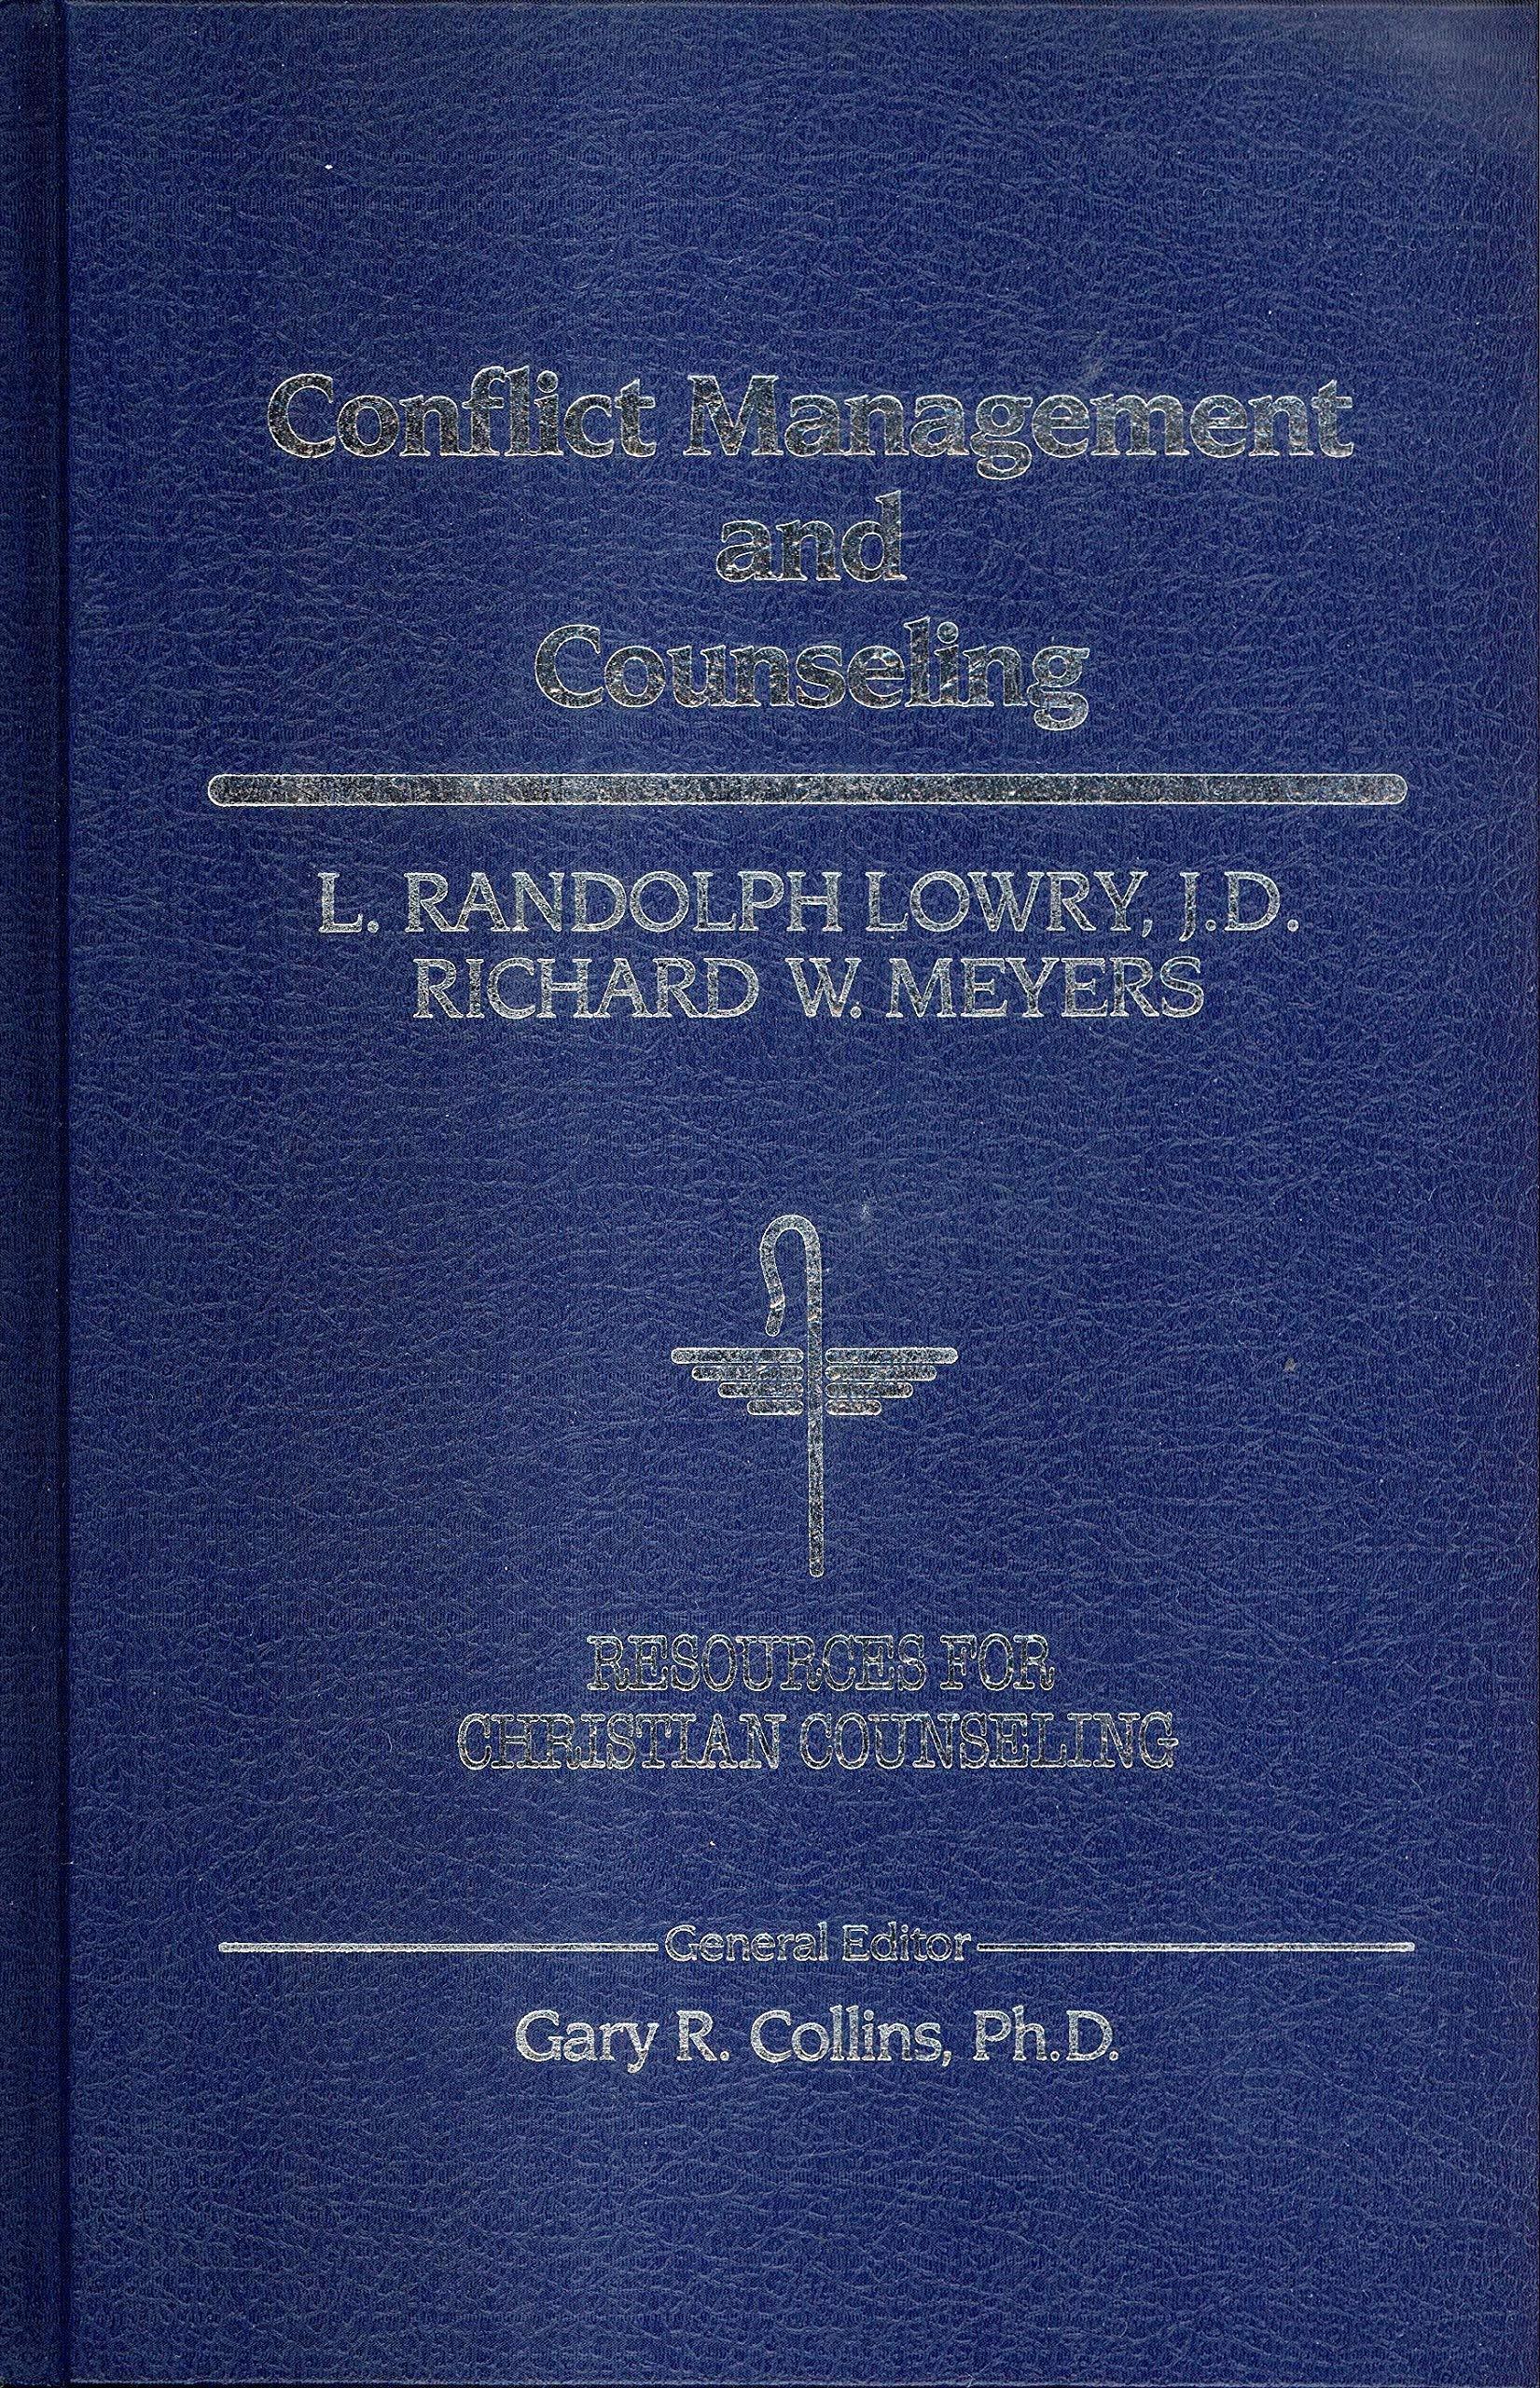 Conflict Management
and
Counseling
L. RANDOLPH LOWRY, J.D.
RICHARD W. MEYERS
RESOURCES FOR
CHRISTIAN COUNSELING
General Editor
Gary R. Collins, Ph.D.